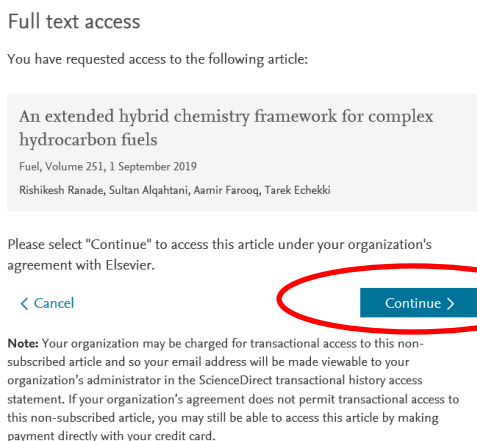 Full text access
You have requested access to the following article:
An extended hybrid chemistry framework for complex
hydrocarbon fuels
Fuel, Volume 251, 1 September 2019
Rishikesh Ranade, Sultan Alqahtani, Aamir Farooq, Tarek Echekki
Please select "Continue" to access this article under your organization's
agreement with Elsevier.
< Cancel
Continue >
Note: Your organization may be charged for transactional access to this non-
subscribed article and so your email address will be made viewable to your
organization's administrator in the ScienceDirect transactional history access
statement. If your organization's agreement does not permit transactional access to
this non-subscribed article, you may still be able to access this article by making
payment directly with your credit card.